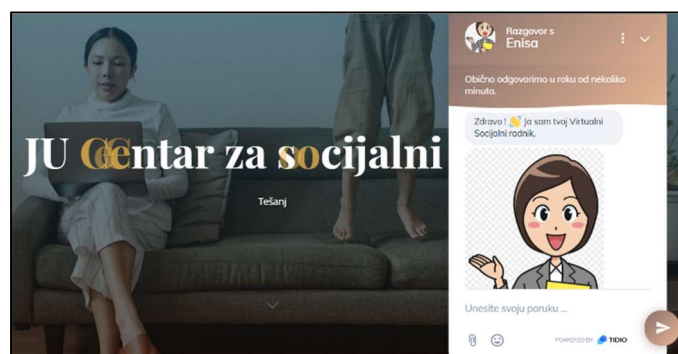 JU Centar za socijalni
Tešanj
Razgovor s
Enisa
Obično odgovorimo u roku od nekoliko
minuta.
Zdravo ! 👋 Ja sam tvoj Virtualni
Socijalni radnik.
Unesite svoju poruku ...
POWERED BY TIDIO